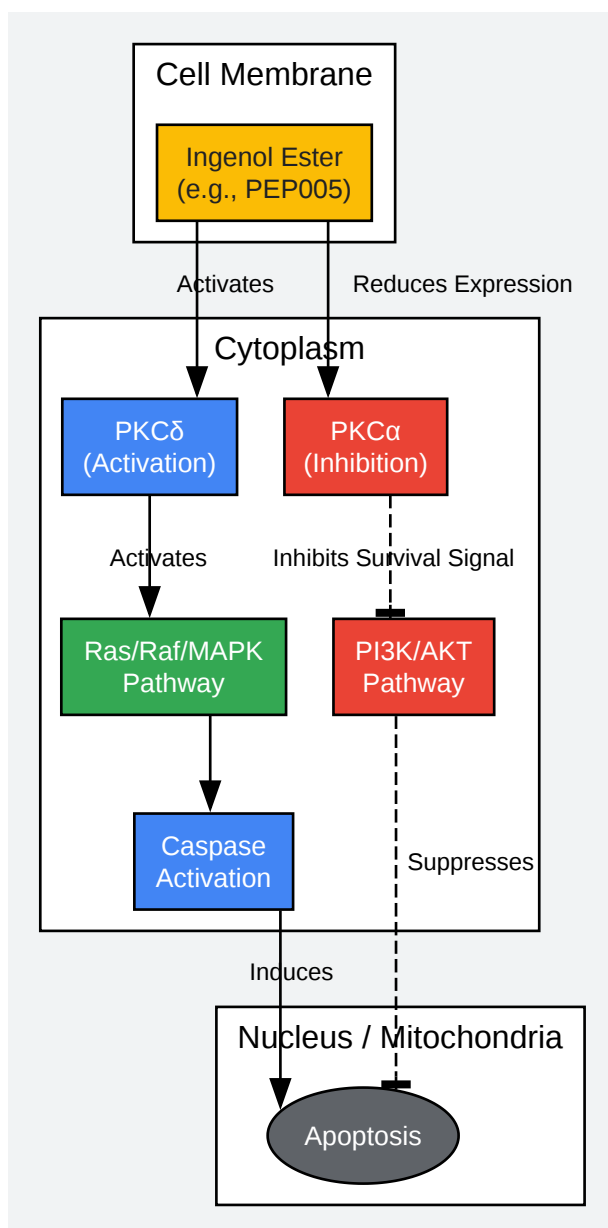 Cell Membrane
Ingenol Ester
(e.g., PEP005)
Activates
Reduces Expression
Cytoplasm
PKCδ
(Activation)
PKCα
(Inhibition)
Activates
Inhibits Survival Signal
Ras/Raf/MAPK
Pathway
PI3K/AKT
Pathway
Caspase
Activation
Suppresses
Induces
Nucleus / Mitochondria
Apoptosis